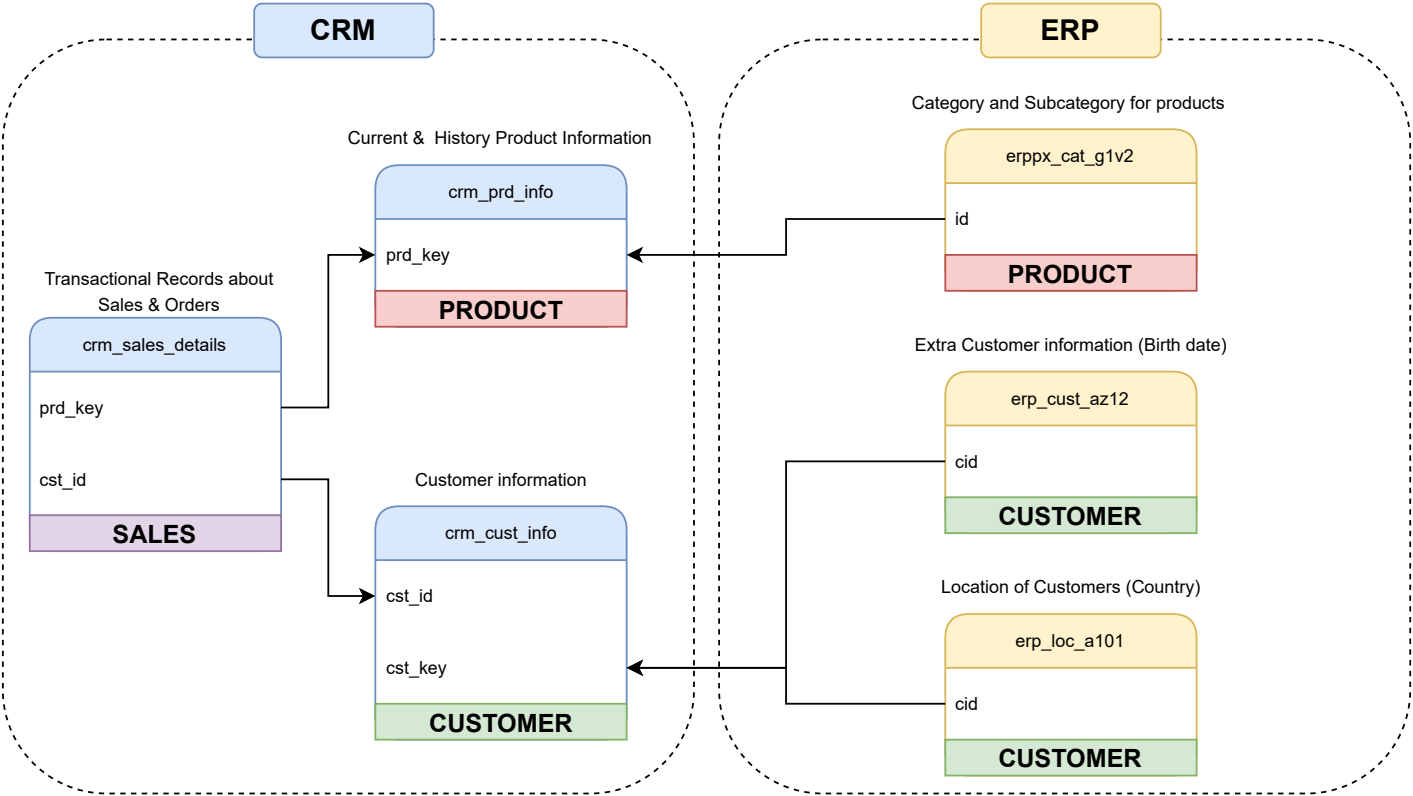 CRM
Current &  History Product Information
crm_prd_info
prd_key
PRODUCT
Transactional Records about
Sales & Orders
crm_sales_details
prd_key
cst_id
SALES
Customer information
crm_cust_info
cst_id
cst_key
CUSTOMER
ERP
Category and Subcategory for products
erppx_cat_g1v2
id
PRODUCT
Extra Customer information (Birth date)
erp_cust_az12
cid
CUSTOMER
Location of Customers (Country)
erp_loc_a101
cid
CUSTOMER